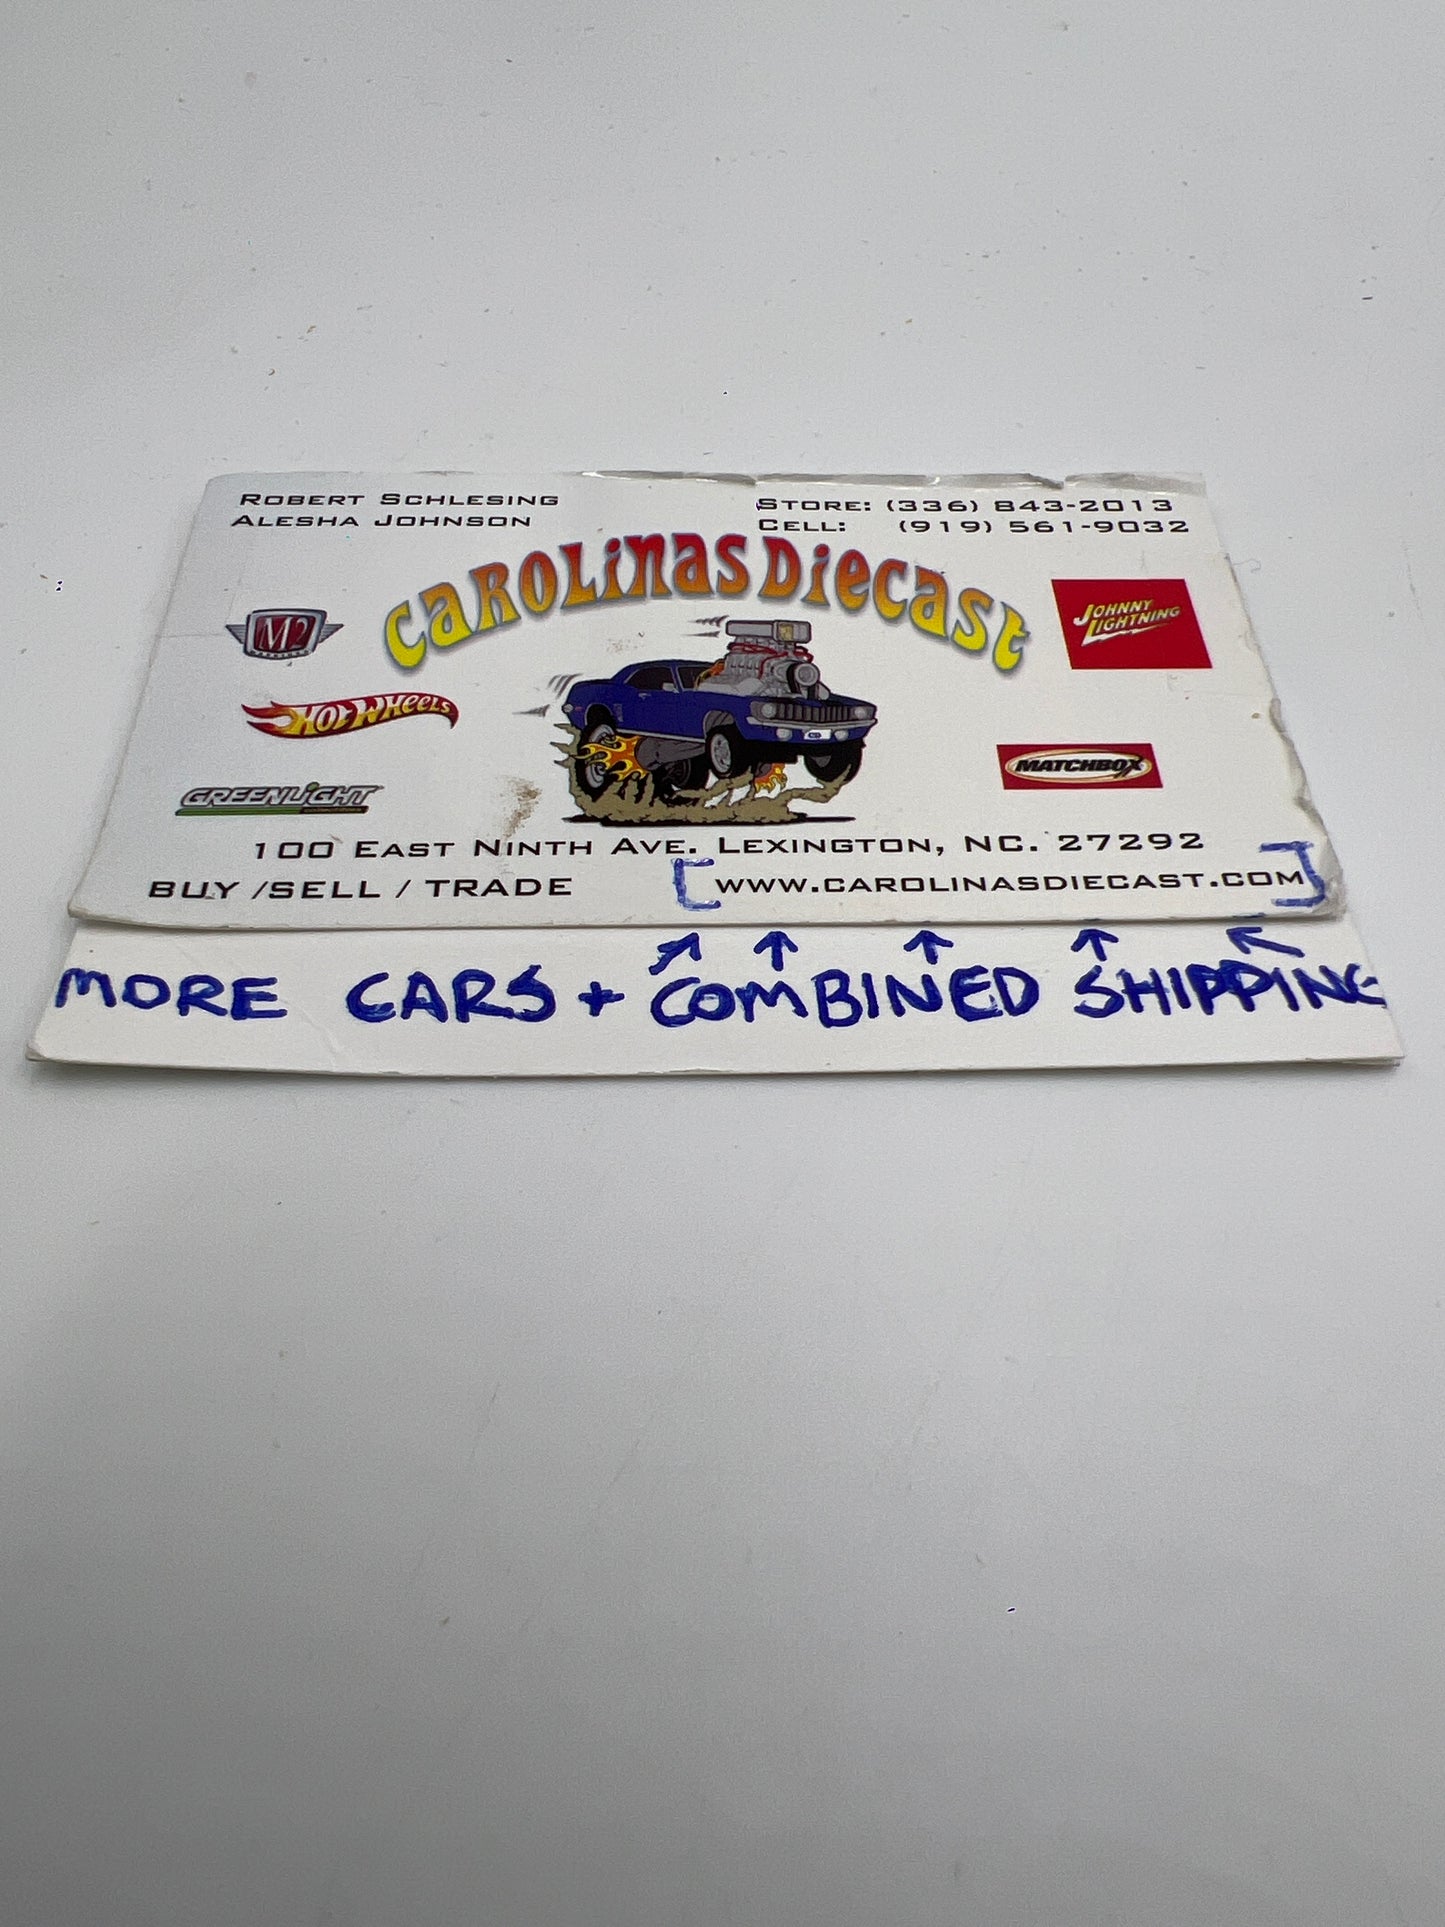 ROBERT SCHLESING
ALESHA JOHNSON
STORE: (336) 843-2013
CELL: (919) 561-9032
CAROLINAS DIECAST
M2
JOHNNY LIGHTNING
HOT WHEELS
MATCHBOX
GREENLIGHT
100 EAST NINTH AVE. LEXINGTON, NC. 27292
BUY /SELL / TRADE [WWW.CAROLINASDIECAST.COM]
↗ ↑ ↑ ↑ ↖
MORE CARS + COMBINED SHIPPING